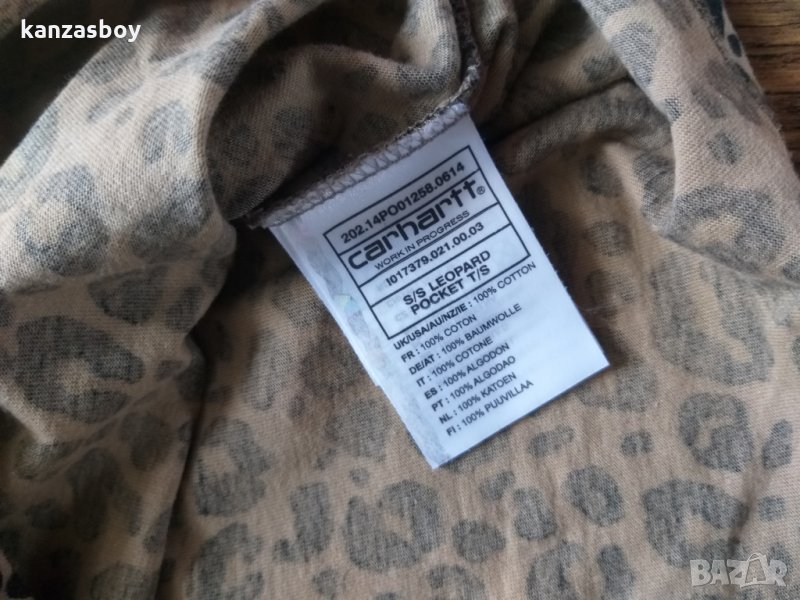 kanzasboy
202.14PO01258.0614
carhartt®
WORK IN PROGRESS
I017379.021.00.03
S/S LEOPARD
POCKET T/S
UK/USA/AU/NZ/IE : 100% COTTON
FR : 100% COTON
DE/AT : 100% BAUMWOLLE
IT : 100% COTONE
ES : 100% ALGODON
PT : 100% ALGODAO
NL : 100% KATOEN
FI : 100% PUUVILLAA
BAZAR